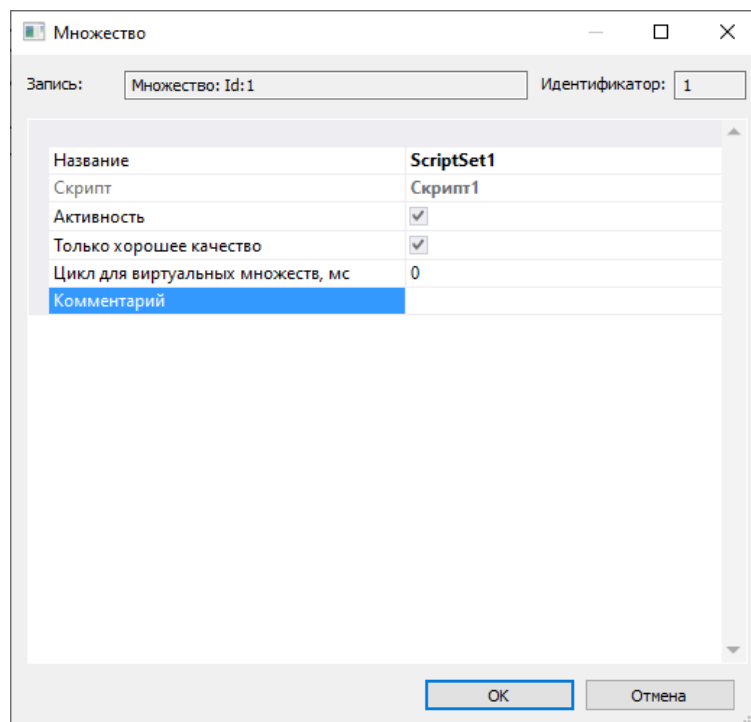 Множество
Запись: Множество: Id:1 Идентификатор: 1
Название ScriptSet1
Скрипт Скрипт1
Активность
Только хорошее качество
Цикл для виртуальных множеств, мс 0
Комментарий
OK Отмена